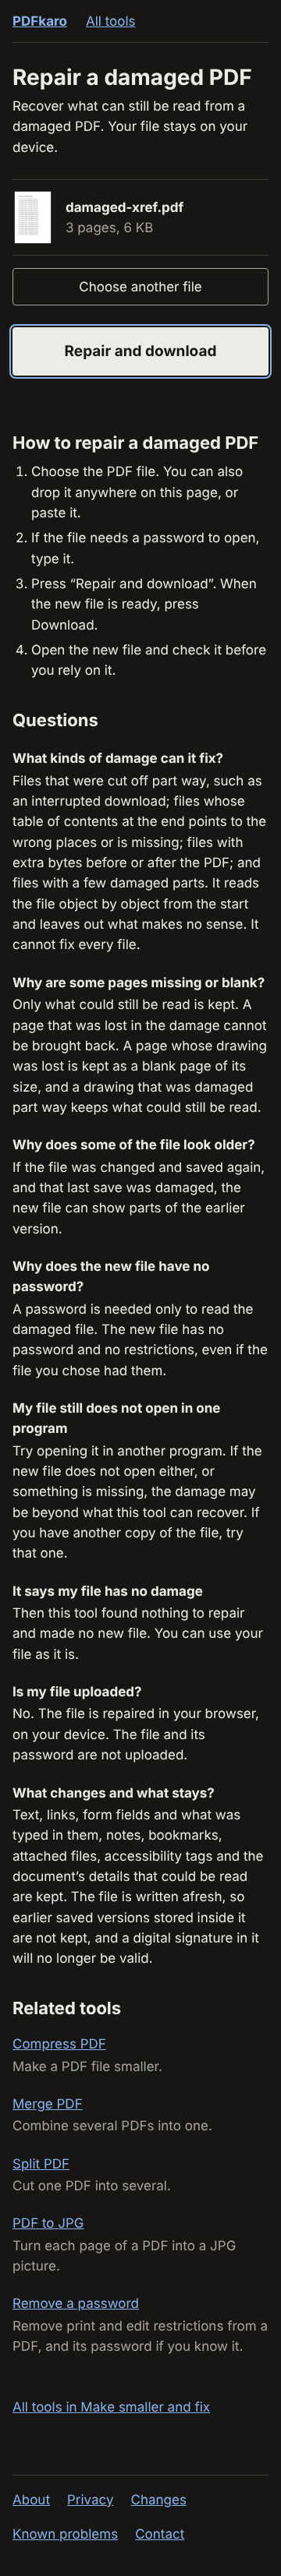 PDFkaro All tools
Repair a damaged PDF
Recover what can still be read from a
damaged PDF. Your file stays on your
device.
damaged-xref.pdf
3 pages, 6 KB
Choose another file
Repair and download
How to repair a damaged PDF
1. Choose the PDF file. You can also
drop it anywhere on this page, or
paste it.
2. If the file needs a password to open,
type it.
3. Press “Repair and download”. When
the new file is ready, press
Download.
4. Open the new file and check it before
you rely on it.
Questions
What kinds of damage can it fix?
Files that were cut off part way, such as
an interrupted download; files whose
table of contents at the end points to the
wrong places or is missing; files with
extra bytes before or after the PDF; and
files with a few damaged parts. It reads
the file object by object from the start
and leaves out what makes no sense. It
cannot fix every file.
Why are some pages missing or blank?
Only what could still be read is kept. A
page that was lost in the damage cannot
be brought back. A page whose drawing
was lost is kept as a blank page of its
size, and a drawing that was damaged
part way keeps what could still be read.
Why does some of the file look older?
If the file was changed and saved again,
and that last save was damaged, the
new file can show parts of the earlier
version.
Why does the new file have no
password?
A password is needed only to read the
damaged file. The new file has no
password and no restrictions, even if the
file you chose had them.
My file still does not open in one
program
Try opening it in another program. If the
new file does not open either, or
something is missing, the damage may
be beyond what this tool can recover. If
you have another copy of the file, try
that one.
It says my file has no damage
Then this tool found nothing to repair
and made no new file. You can use your
file as it is.
Is my file uploaded?
No. The file is repaired in your browser,
on your device. The file and its
password are not uploaded.
What changes and what stays?
Text, links, form fields and what was
typed in them, notes, bookmarks,
attached files, accessibility tags and the
document’s details that could be read
are kept. The file is written afresh, so
earlier saved versions stored inside it
are not kept, and a digital signature in it
will no longer be valid.
Related tools
Compress PDF
Make a PDF file smaller.
Merge PDF
Combine several PDFs into one.
Split PDF
Cut one PDF into several.
PDF to JPG
Turn each page of a PDF into a JPG
picture.
Remove a password
Remove print and edit restrictions from a
PDF, and its password if you know it.
All tools in Make smaller and fix
About Privacy Changes
Known problems Contact